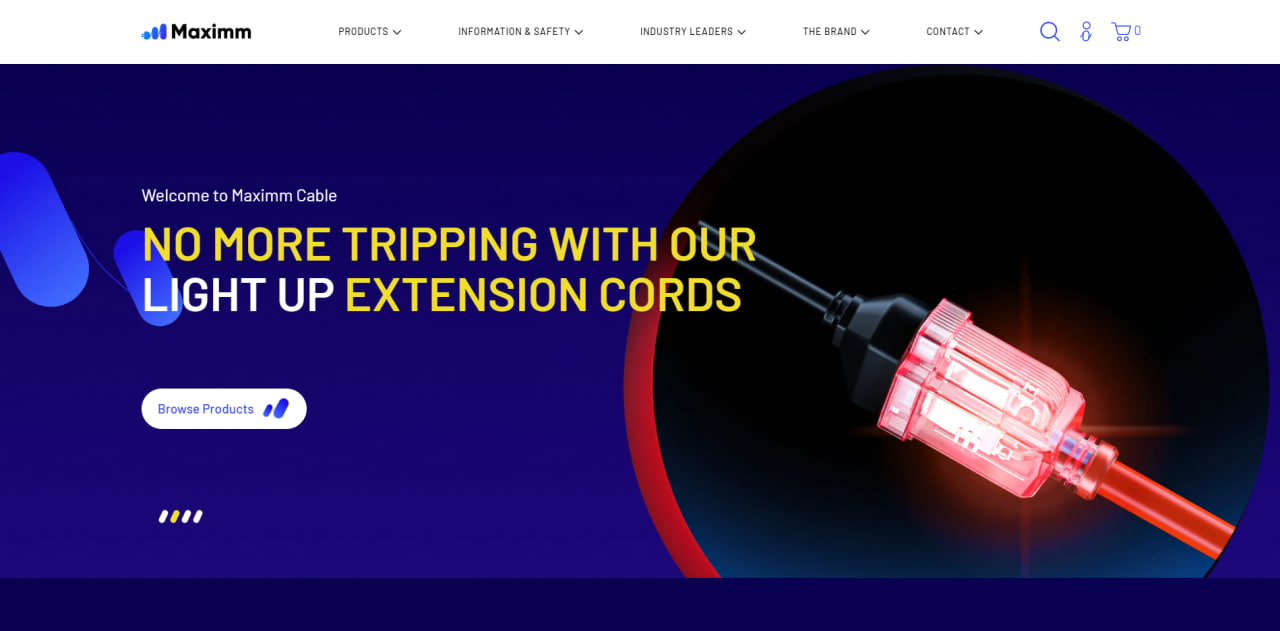 Maximm
PRODUCTS
INFORMATION & SAFETY
INDUSTRY LEADERS
THE BRAND
CONTACT
0
Welcome to Maximm Cable
NO MORE TRIPPING WITH OUR
LIGHT UP EXTENSION CORDS
Browse Products